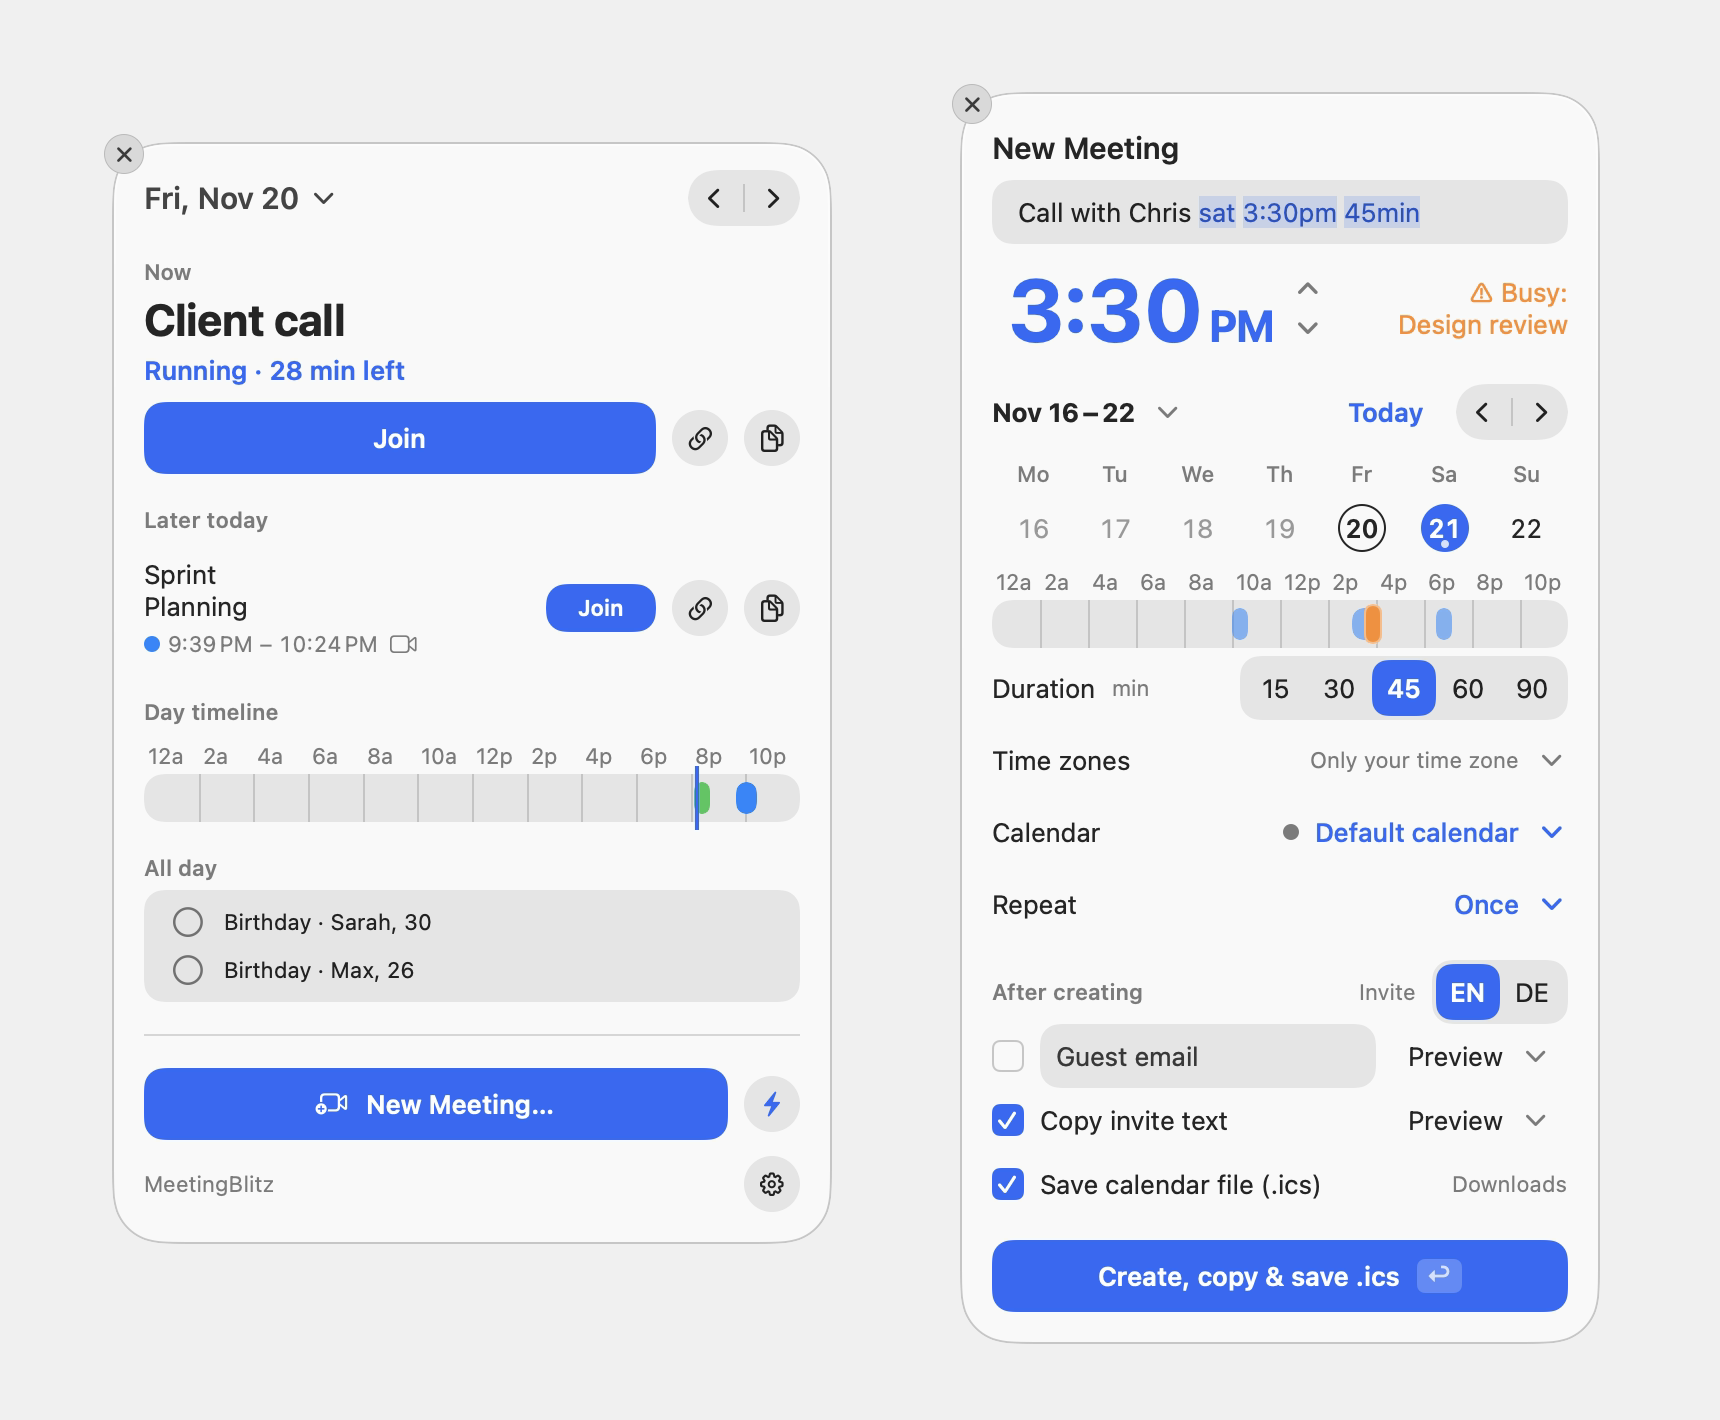 Fri, Nov 20
Now
Client call
Running · 28 min left
Join
Later today
Sprint
Planning
Join
9:39 PM – 10:24 PM
Day timeline
12a 2a 4a 6a 8a 10a 12p 2p 4p 6p 8p 10p
All day
Birthday · Sarah, 30
Birthday · Max, 26
New Meeting...
MeetingBlitz
New Meeting
Call with Chris sat 3:30pm 45min
3:30 PM
Busy:
Design review
Nov 16 – 22
Today
Mo Tu We Th Fr Sa Su
16 17 18 19 20 21 22
12a 2a 4a 6a 8a 10a 12p 2p 4p 6p 8p 10p
Duration min 15 30 45 60 90
Time zones Only your time zone
Calendar Default calendar
Repeat Once
After creating Invite EN DE
Guest email Preview
Copy invite text Preview
Save calendar file (.ics) Downloads
Create, copy & save .ics